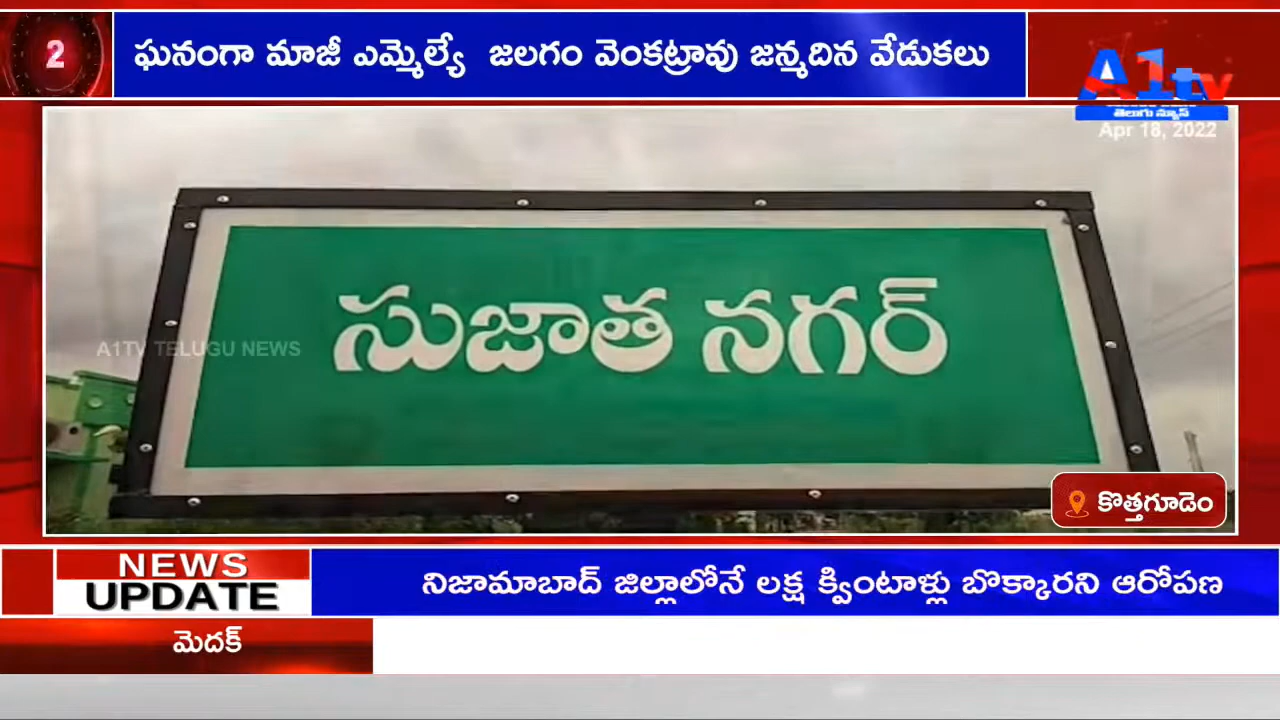 2
ఘనంగా మాజీ ఎమ్మెల్యే జలగం వెంకట్రావు జన్మదిన వేడుకలు
A1tv
తెలుగు న్యూస్
Apr 18, 2022
సుజాత నగర్
A1TV TELUGU NEWS
కొత్తగూడెం
NEWS
UPDATE
నిజామాబాద్ జిల్లాలోనే లక్ష క్వింటాళ్లు బొక్కారని ఆరోపణ
మెదక్